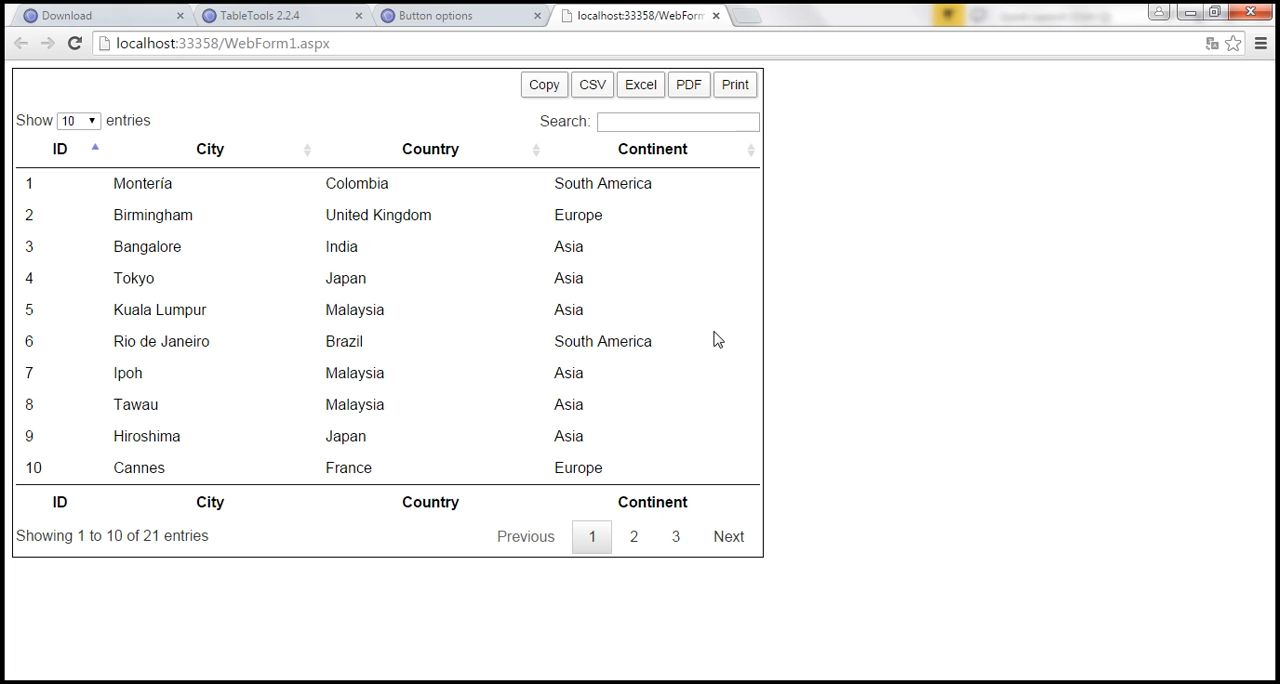 Download TableTools 2.2.4 Button options localhost:33358/WebForm
localhost:33358/WebForm1.aspx
Copy CSV Excel PDF Print
Show 10 entries Search:
ID City Country Continent
1 Montería Colombia South America
2 Birmingham United Kingdom Europe
3 Bangalore India Asia
4 Tokyo Japan Asia
5 Kuala Lumpur Malaysia Asia
6 Rio de Janeiro Brazil South America
7 Ipoh Malaysia Asia
8 Tawau Malaysia Asia
9 Hiroshima Japan Asia
10 Cannes France Europe
ID City Country Continent
Showing 1 to 10 of 21 entries Previous 1 2 3 Next